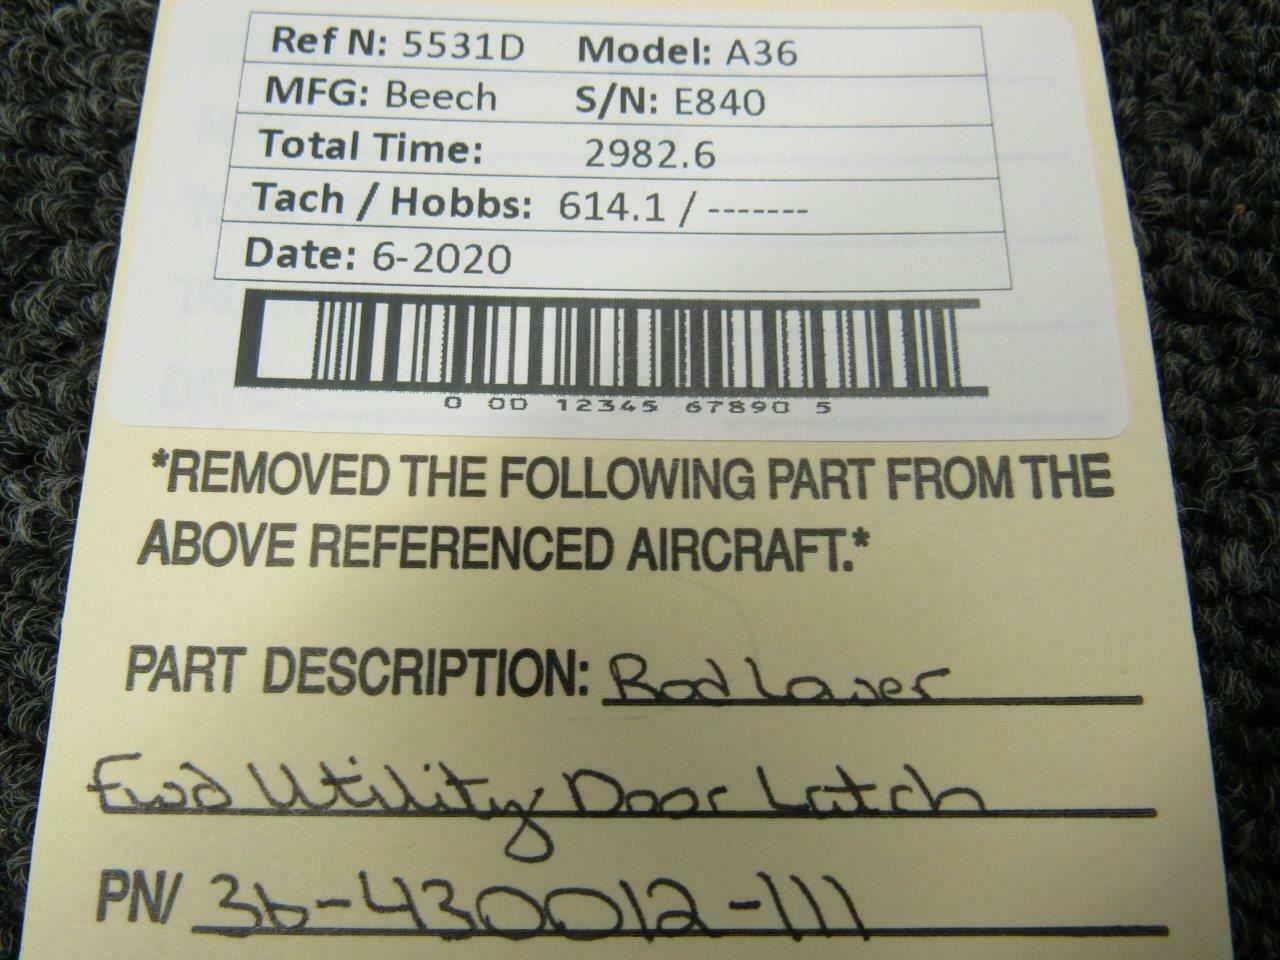 Ref N: 5531D Model: A36
MFG: Beech S/N: E840
Total Time: 2982.6
Tach / Hobbs: 614.1 / -------
Date: 6-2020
0 00 12345 67890 5
*REMOVED THE FOLLOWING PART FROM THE
ABOVE REFERENCED AIRCRAFT.*
PART DESCRIPTION: Rod Lower
Fwd Utility Door Latch
PN/ 36-430012-111